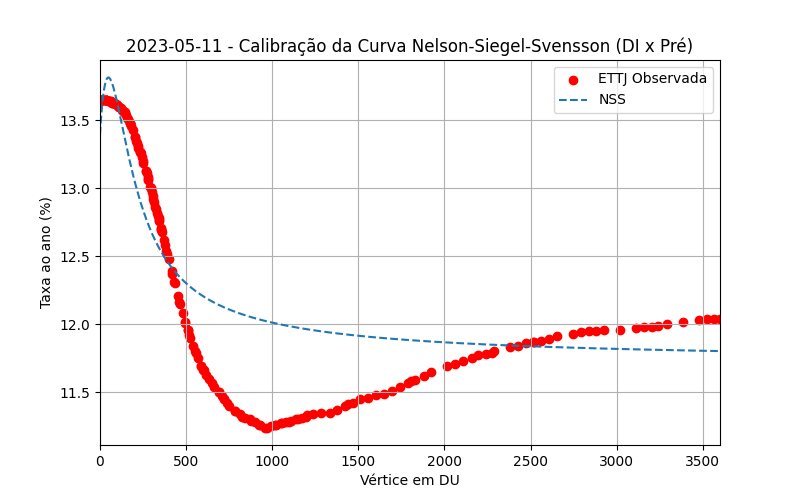 2023-05-11 - Calibração da Curva Nelson-Siegel-Svensson (DI x Pré)
ETTJ Observada
NSS
Taxa ao ano (%)
13.5
13.0
12.5
12.0
11.5
0 500 1000 1500 2000 2500 3000 3500
Vértice em DU